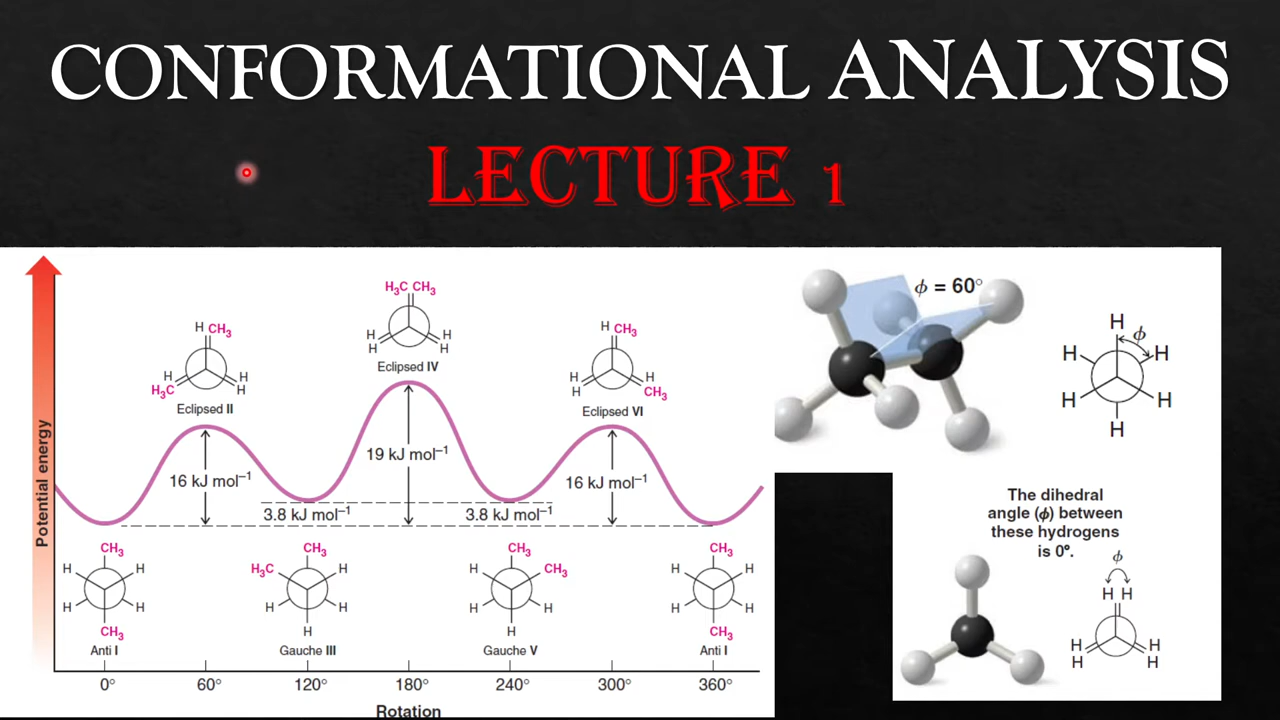 CONFORMATIONAL ANALYSIS
LECTURE 1
Potential energy
H CH₃
H H
H₃C H
Eclipsed II
H₃C CH₃
H H
H H
Eclipsed IV
H CH₃
H H
H CH₃
Eclipsed VI
16 kJ mol⁻¹
19 kJ mol⁻¹
16 kJ mol⁻¹
3.8 kJ mol⁻¹
3.8 kJ mol⁻¹
CH₃
H H
H H
CH₃
Anti I
CH₃
H₃C H
H H
H
Gauche III
CH₃
H CH₃
H H
H
Gauche V
CH₃
H H
H H
CH₃
Anti I
0° 60° 120° 180° 240° 300° 360°
Rotation
ϕ = 60°
H
ϕ
H H
H H
H
The dihedral
angle (ϕ) between
these hydrogens
is 0°.
ϕ
H H
H H
H H